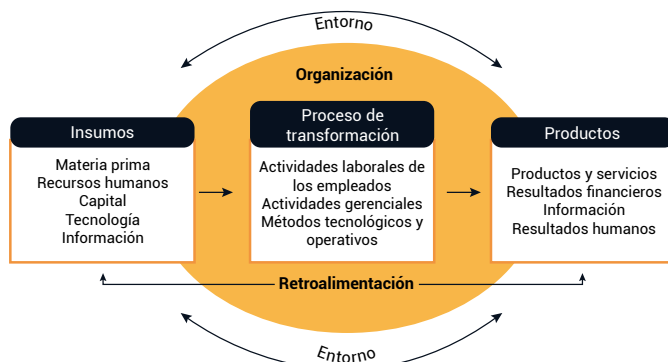 Entorno
Organización
Insumos
Materia prima
Recursos humanos
Capital
Tecnología
Información
Proceso de
transformación
Actividades laborales de
los empleados
Actividades gerenciales
Métodos tecnológicos y
operativos
Productos
Productos y servicios
Resultados financieros
Información
Resultados humanos
Retroalimentación
Entorno